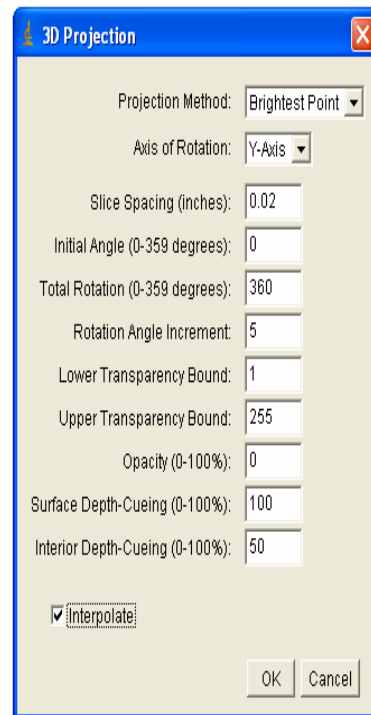 3D Projection
Projection Method: Brightest Point
Axis of Rotation: Y-Axis
Slice Spacing (inches): 0.02
Initial Angle (0-359 degrees): 0
Total Rotation (0-359 degrees): 360
Rotation Angle Increment: 5
Lower Transparency Bound: 1
Upper Transparency Bound: 255
Opacity (0-100%): 0
Surface Depth-Cueing (0-100%): 100
Interior Depth-Cueing (0-100%): 50
Interpolate
OK Cancel